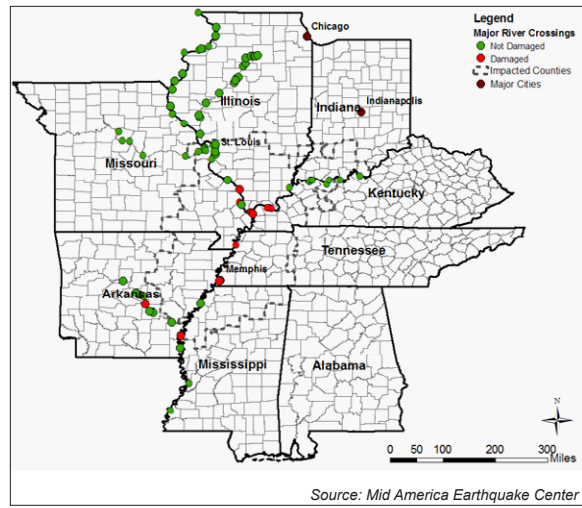 Legend
Major River Crossings
Not Damaged
Damaged
Impacted Counties
Major Cities
Chicago
Illinois
Indiana
Indianapolis
St. Louis
Missouri
Kentucky
Tennessee
Memphis
Arkansas
Mississippi
Alabama
N
0 50 100 200 300
Miles
Source: Mid America Earthquake Center